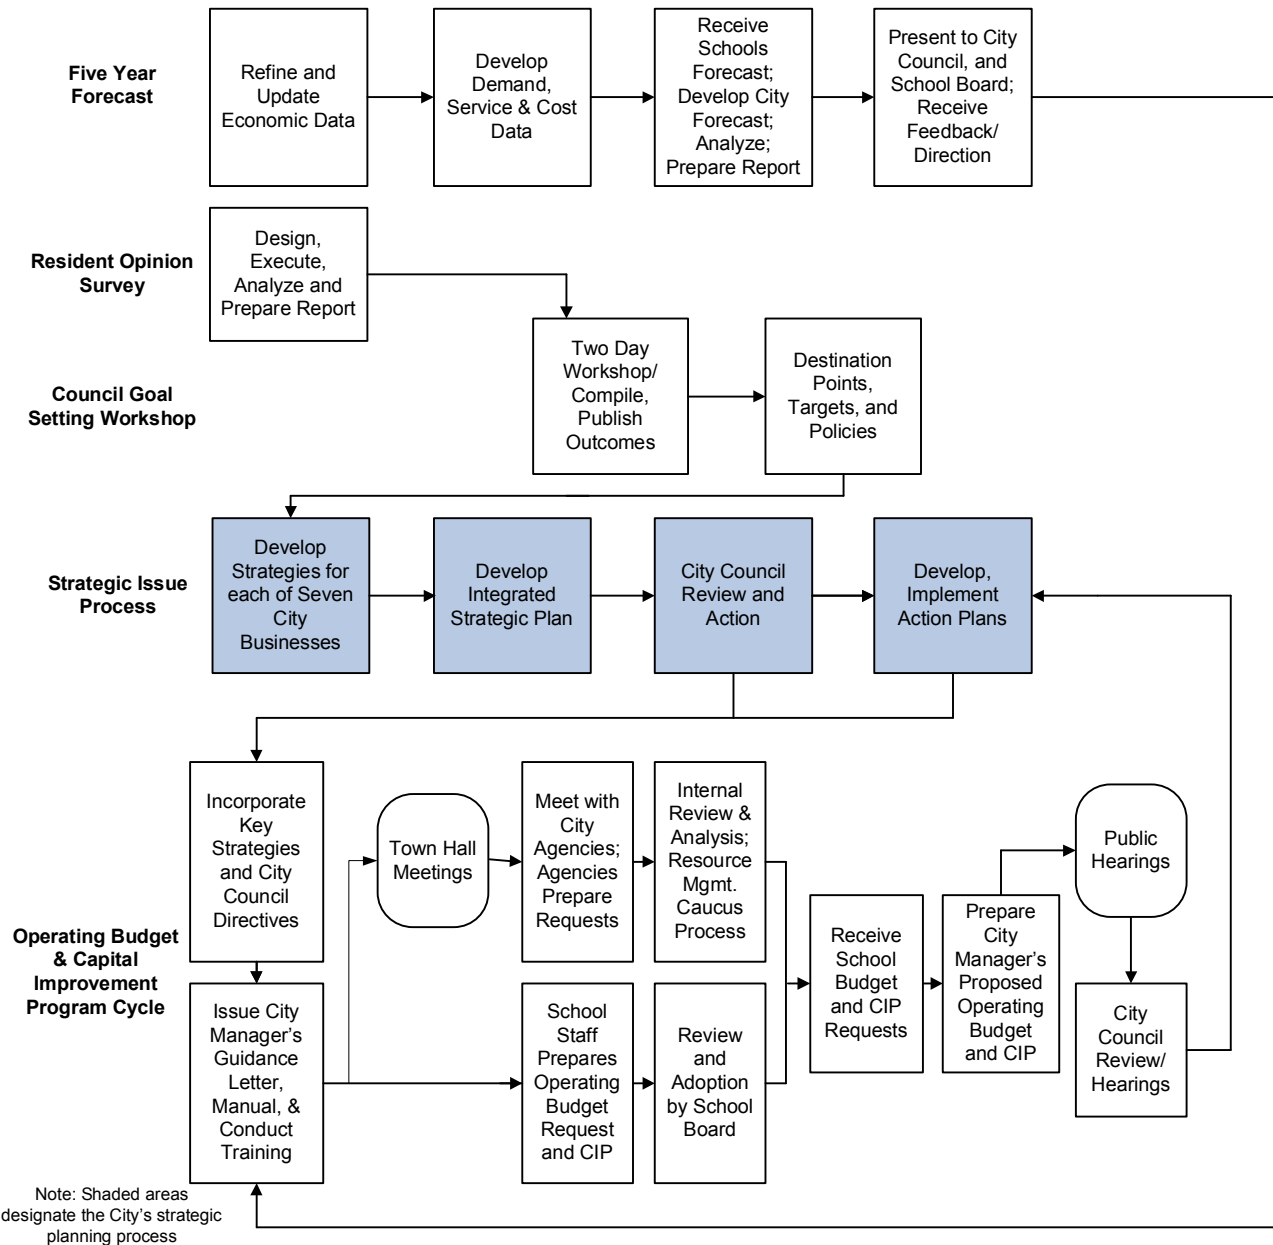 Five Year
Forecast
Refine and
Update
Economic Data
Develop
Demand,
Service & Cost
Data
Receive
Schools
Forecast;
Develop City
Forecast;
Analyze;
Prepare Report
Present to City
Council, and
School Board;
Receive
Feedback/
Direction
Resident Opinion
Survey
Design,
Execute,
Analyze and
Prepare Report
Council Goal
Setting Workshop
Two Day
Workshop/
Compile,
Publish
Outcomes
Destination
Points,
Targets, and
Policies
Strategic Issue
Process
Develop
Strategies for
each of Seven
City
Businesses
Develop
Integrated
Strategic Plan
City Council
Review and
Action
Develop,
Implement
Action Plans
Operating Budget
& Capital
Improvement
Program Cycle
Incorporate
Key
Strategies
and City
Council
Directives
Town Hall
Meetings
Meet with
City
Agencies;
Agencies
Prepare
Requests
Internal
Review &
Analysis;
Resource
Mgmt.
Caucus
Process
Issue City
Manager’s
Guidance
Letter,
Manual, &
Conduct
Training
School
Staff
Prepares
Operating
Budget
Request
and CIP
Review
and
Adoption
by School
Board
Receive
School
Budget
and CIP
Requests
Prepare
City
Manager’s
Proposed
Operating
Budget
and CIP
Public
Hearings
City
Council
Review/
Hearings
Note: Shaded areas
designate the City’s strategic
planning process